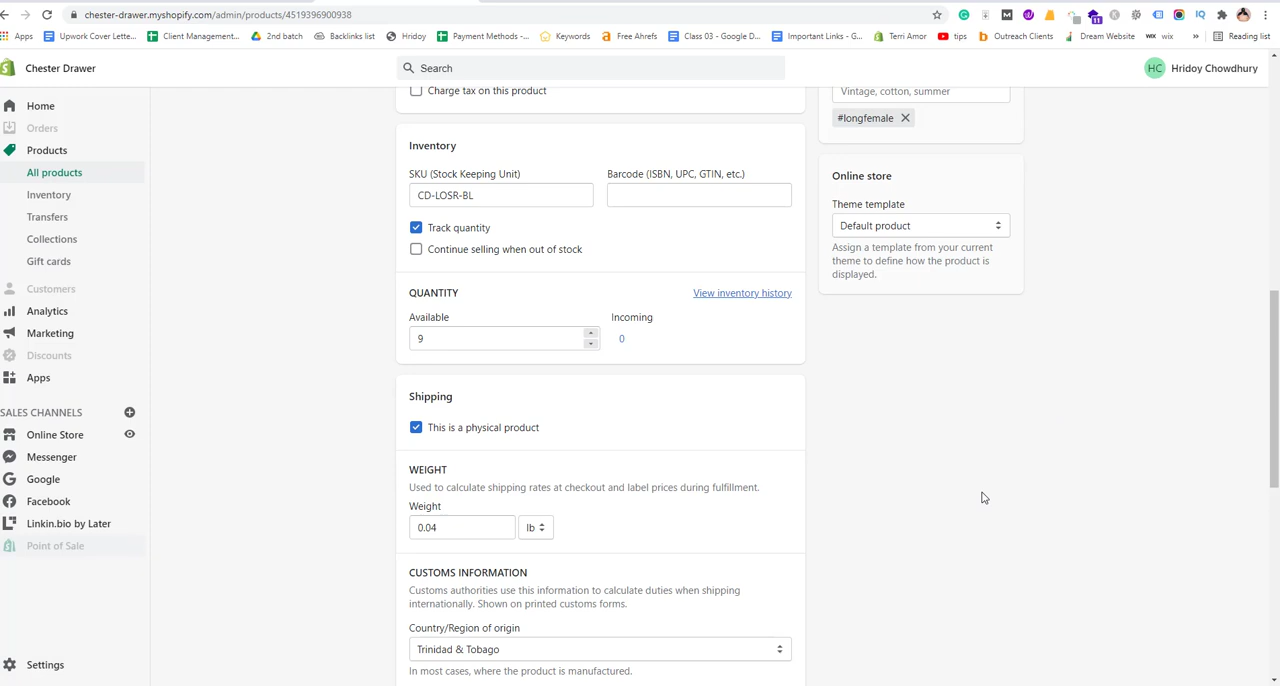 chester-drawer.myshopify.com/admin/products/4519396900938
Apps
Upwork Cover Lette...
Client Management...
2nd batch
Backlinks list
Hridoy
Payment Methods -...
Keywords
Free Ahrefs
Class 01 - Google D...
Important Links - G...
Terri Amor
tips
Outreach Clients
Dream Website
wix
»
Reading list
Chester Drawer
Search
HC
Hridoy Chowdhury
Home
Orders
Products
All products
Inventory
Transfers
Collections
Gift cards
Customers
Analytics
Marketing
Discounts
Apps
SALES CHANNELS
Online Store
Messenger
Google
Facebook
Linkin.bio by Later
Point of Sale
Settings
Charge tax on this product
Inventory
SKU (Stock Keeping Unit)
Barcode (ISBN, UPC, GTIN, etc.)
CD-LOSR-BL
Track quantity
Continue selling when out of stock
QUANTITY
View inventory history
Available
Incoming
9
0
Shipping
This is a physical product
WEIGHT
Used to calculate shipping rates at checkout and label prices during fulfillment.
Weight
0.04
lb
CUSTOMS INFORMATION
Customs authorities use this information to calculate duties when shipping
internationally. Shown on printed customs forms.
Country/Region of origin
Trinidad & Tobago
In most cases, where the product is manufactured.
Vintage, cotton, summer
#longfemale
Online store
Theme template
Default product
Assign a template from your current
theme to define how the product is
displayed.